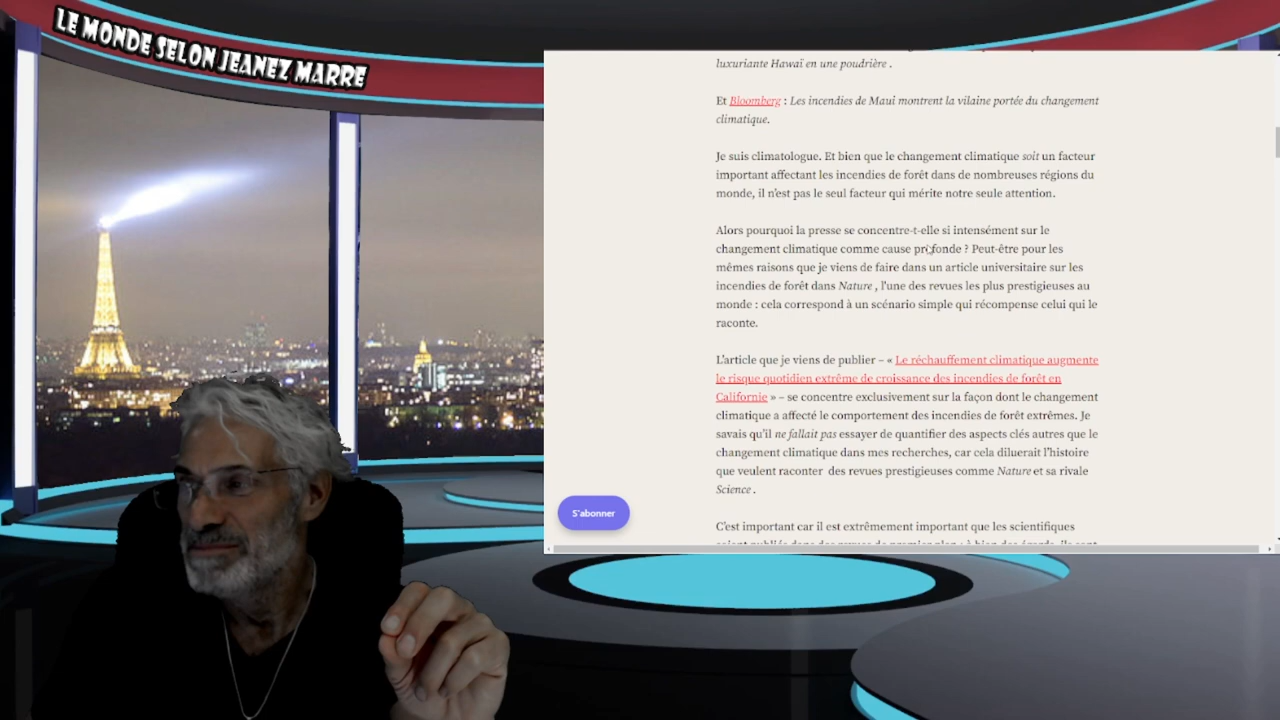 LE MONDE SELON JEANEZ MARRE
luxuriante Hawaï en une poudrière .
Et Bloomberg : Les incendies de Maui montrent la vilaine portée du changement
climatique.
Je suis climatologue. Et bien que le changement climatique soit un facteur
important affectant les incendies de forêt dans de nombreuses régions du
monde, il n'est pas le seul facteur qui mérite notre seule attention.
Alors pourquoi la presse se concentre-t-elle si intensément sur le
changement climatique comme cause profonde ? Peut-être pour les
mêmes raisons que je viens de faire dans un article universitaire sur les
incendies de forêt dans Nature , l'une des revues les plus prestigieuses au
monde : cela correspond à un scénario simple qui récompense celui qui le
raconte.
L'article que je viens de publier – « Le réchauffement climatique augmente
le risque quotidien extrême de croissance des incendies de forêt en
Californie » – se concentre exclusivement sur la façon dont le changement
climatique a affecté le comportement des incendies de forêt extrêmes. Je
savais qu'il ne fallait pas essayer de quantifier des aspects clés autres que le
changement climatique dans mes recherches, car cela diluerait l'histoire
que veulent raconter des revues prestigieuses comme Nature et sa rivale
Science .
S'abonner
C'est important car il est extrêmement important que les scientifiques